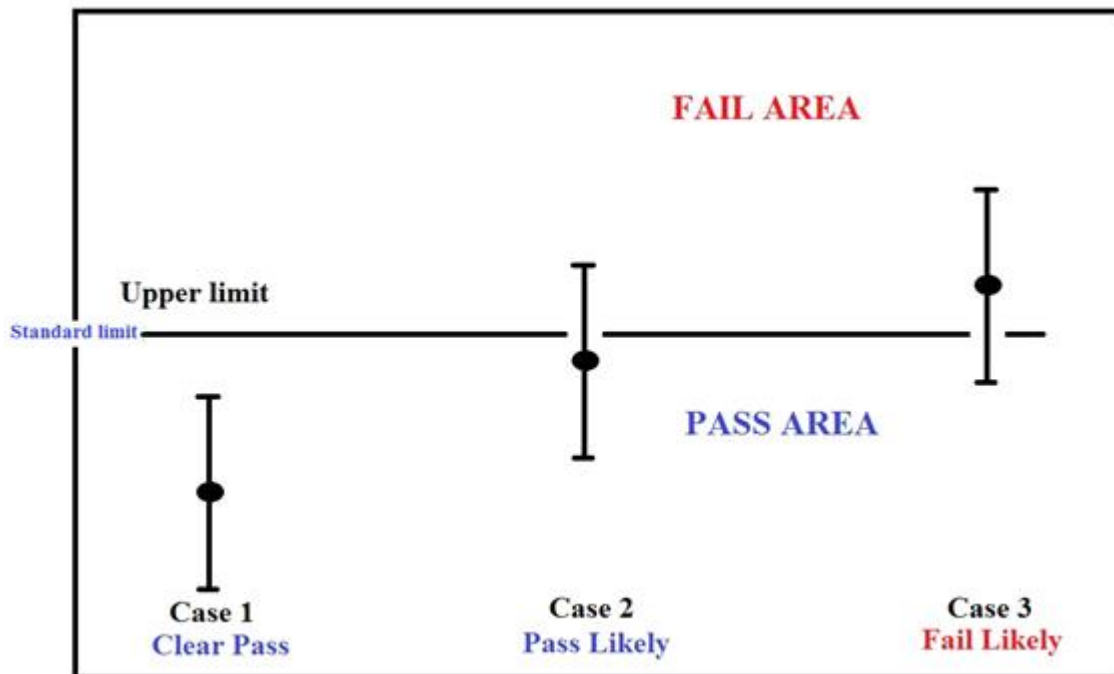 FAIL AREA
Upper limit
Standard limit
PASS AREA
Case 1
Clear Pass
Case 2
Pass Likely
Case 3
Fail Likely